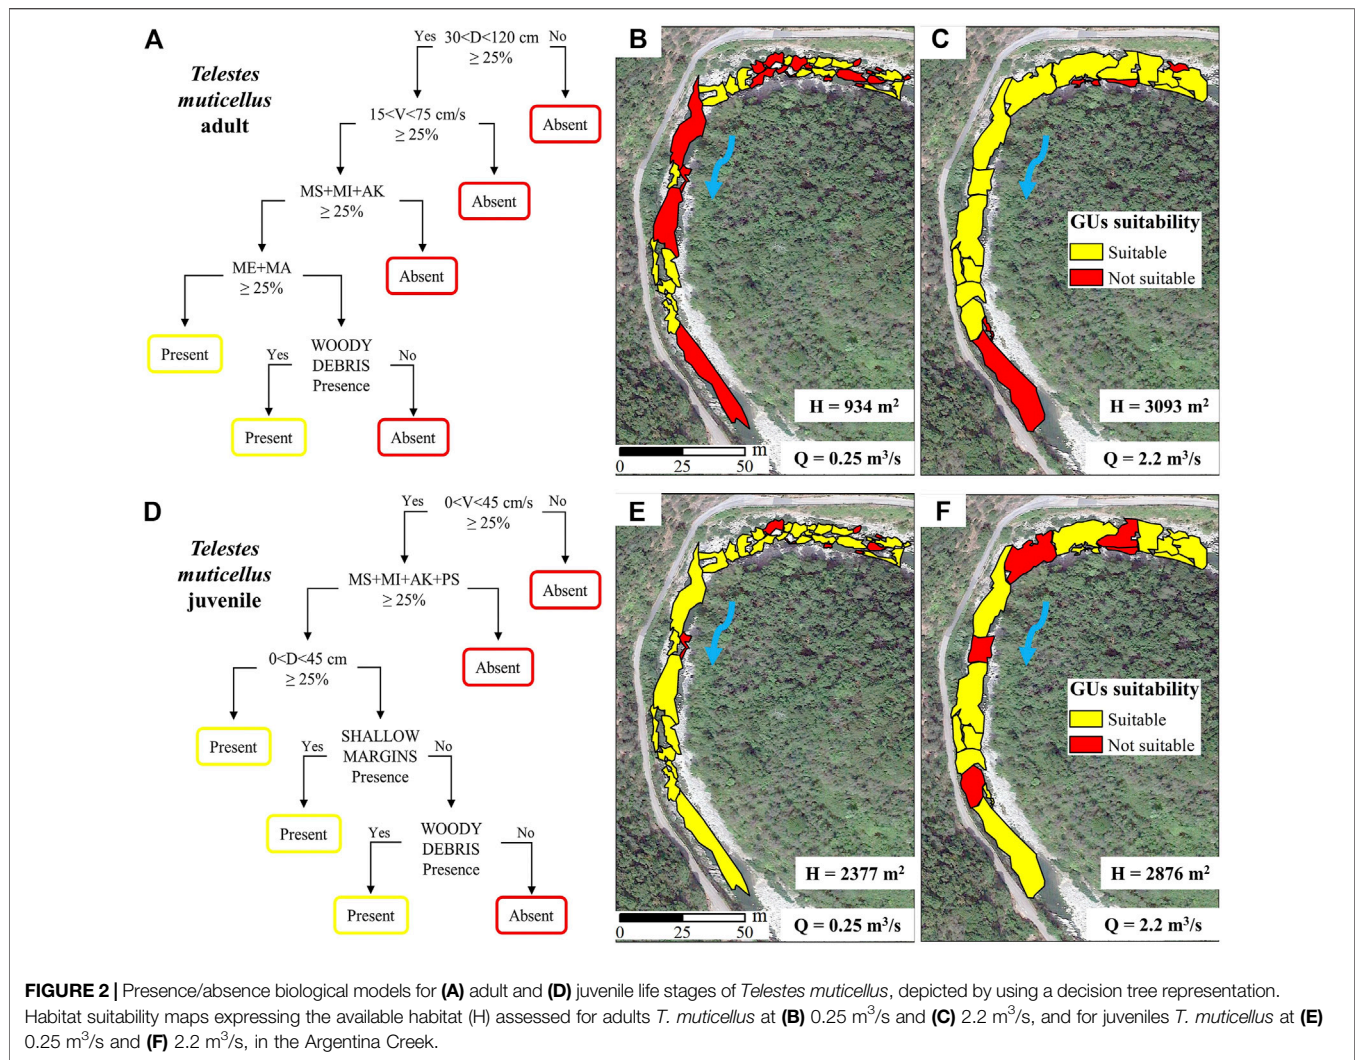 A
Telestes
muticellus
adult
Yes 30<D<120 cm No
≥ 25%
Absent
15<V<75 cm/s
≥ 25%
Absent
MS+MI+AK
≥ 25%
Absent
ME+MA
≥ 25%
Present
WOODY
Yes DEBRIS No
Presence
Present
Absent
B
H = 934 m²
Q = 0.25 m³/s
m
0 25 50
C
GUs suitability
Suitable
Not suitable
H = 3093 m²
Q = 2.2 m³/s
D
Telestes
muticellus
juvenile
Yes 0<V<45 cm/s No
≥ 25%
Absent
MS+MI+AK+PS
≥ 25%
Absent
0<D<45 cm
≥ 25%
Present
SHALLOW
Yes MARGINS No
Presence
Present
Yes WOODY No
DEBRIS
Presence
Present
Absent
E
H = 2377 m²
Q = 0.25 m³/s
m
0 25 50
F
GUs suitability
Suitable
Not suitable
H = 2876 m²
Q = 2.2 m³/s
FIGURE 2 | Presence/absence biological models for (A) adult and (D) juvenile life stages of Telestes muticellus, depicted by using a decision tree representation.
Habitat suitability maps expressing the available habitat (H) assessed for adults T. muticellus at (B) 0.25 m³/s and (C) 2.2 m³/s, and for juveniles T. muticellus at (E)
0.25 m³/s and (F) 2.2 m³/s, in the Argentina Creek.